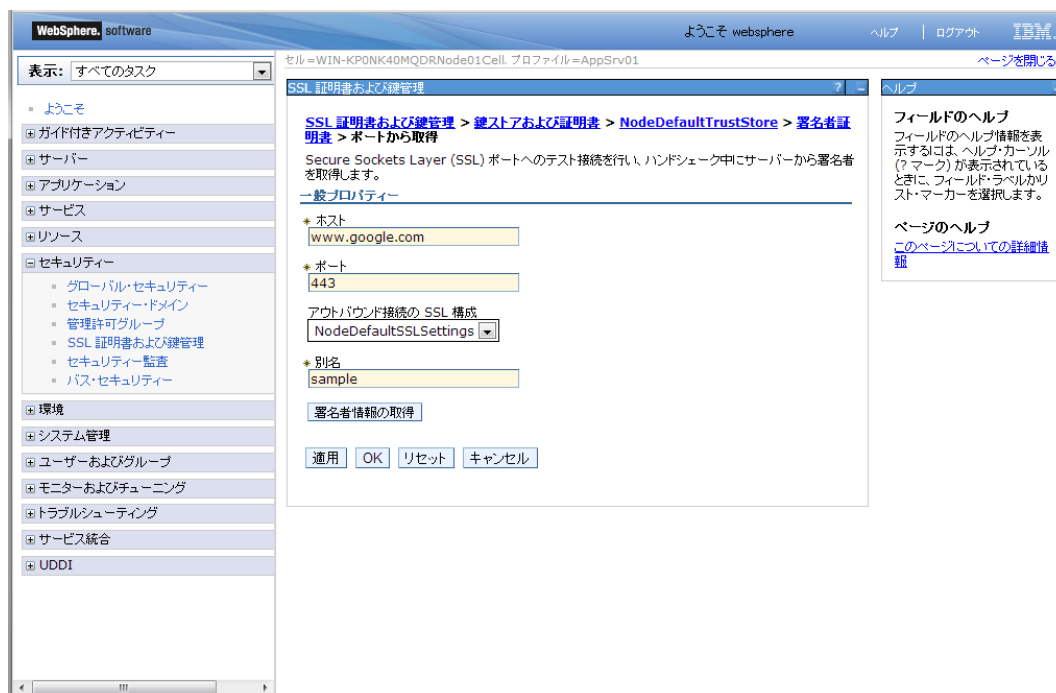 WebSphere. software
ようこそ websphere
ヘルプ | ログアウト
IBM.
表示: すべてのタスク
ようこそ
ガイド付きアクティビティー
サーバー
アプリケーション
サービス
リソース
セキュリティー
グローバル・セキュリティー
セキュリティー・ドメイン
管理許可グループ
SSL 証明書および鍵管理
セキュリティー監査
バス・セキュリティー
環境
システム管理
ユーザーおよびグループ
モニターおよびチューニング
トラブルシューティング
サービス統合
UDDI
セル=WIN-KP0NK40MQDRNode01Cell, プロファイル=AppSrv01
ページを閉じる
SSL 証明書および鍵管理
? –
SSL 証明書および鍵管理 > 鍵ストアおよび証明書 > NodeDefaultTrustStore > 署名者証
明書 > ポートから取得
Secure Sockets Layer (SSL) ポートへのテスト接続を行い、ハンドシェーク中にサーバーから署名者
を取得します。
一般プロパティー
* ホスト
www.google.com
* ポート
443
アウトバウンド接続の SSL 構成
NodeDefaultSSLSettings
* 別名
sample
署名者情報の取得
適用 OK リセット キャンセル
ヘルプ
フィールドのヘルプ
フィールドのヘルプ情報を表
示するには、ヘルプ・カーソル
(? マーク) が表示されている
ときに、フィールド・ラベルかリ
スト・マーカーを選択します。
ページのヘルプ
このページについての詳細情
報